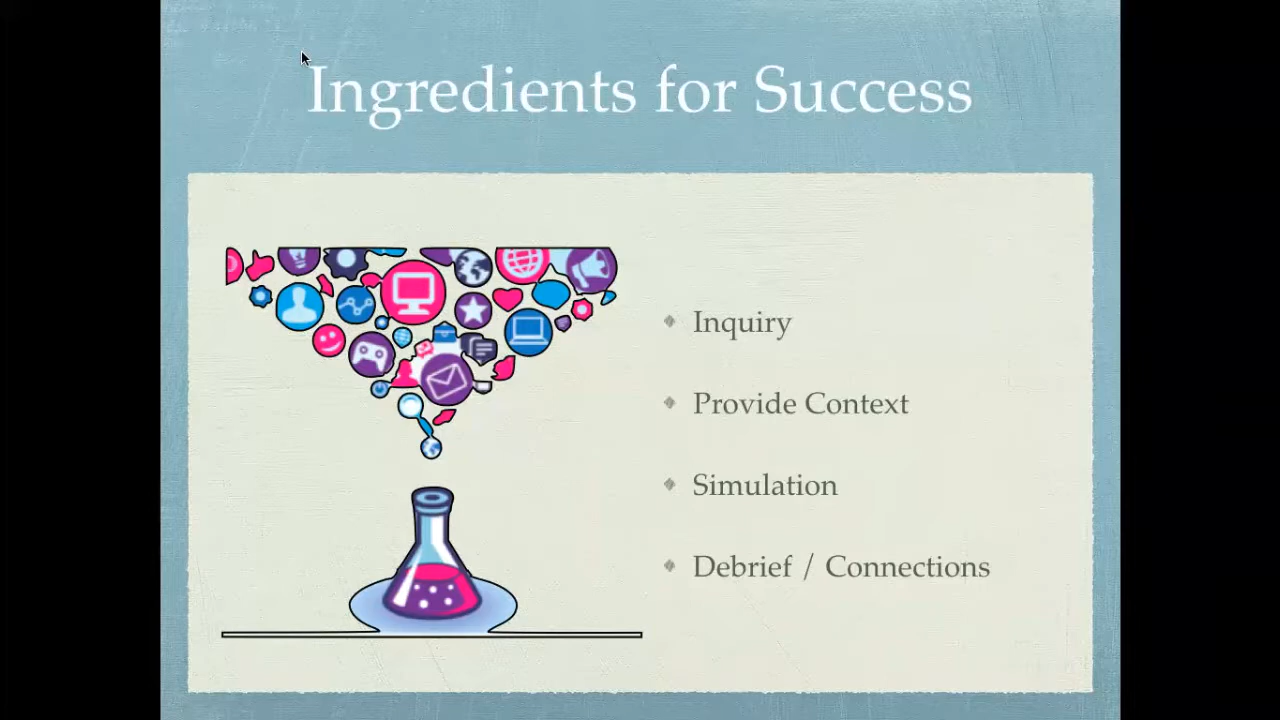 Ingredients for Success
Inquiry
Provide Context
Simulation
Debrief / Connections